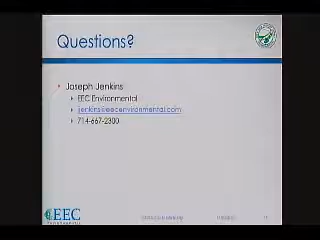 Questions?
Joseph Jenkins
EEC Environmental
jjenkins@eecenvironmental.com
714-667-2300
EEC